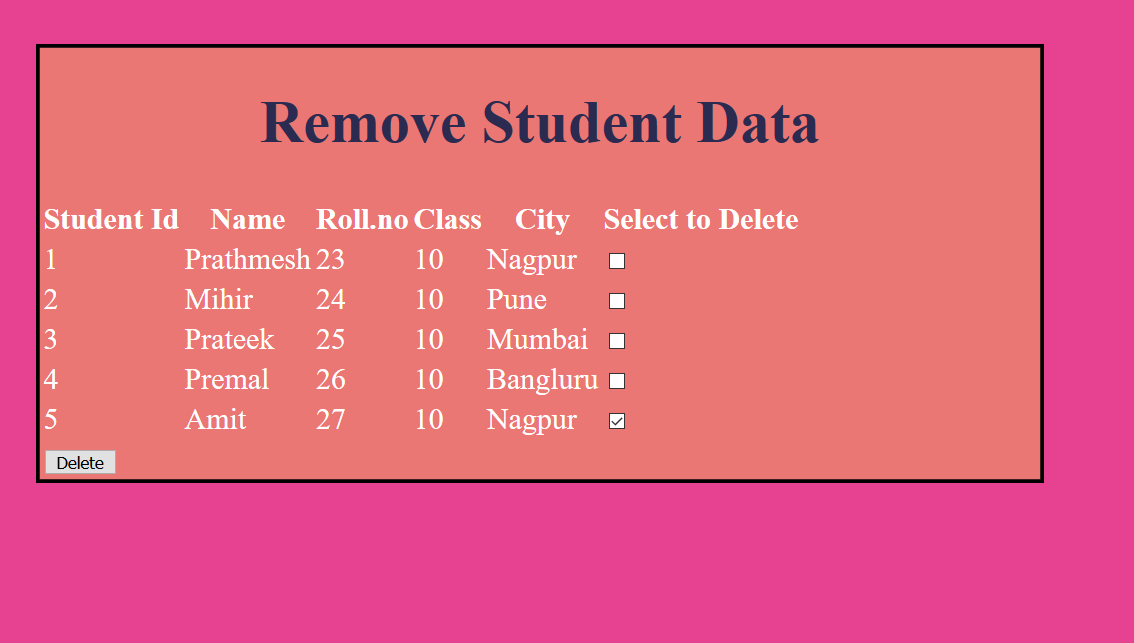 Remove Student Data
Student Id Name Roll.no Class City Select to Delete
1 Prathmesh 23 10 Nagpur
2 Mihir 24 10 Pune
3 Prateek 25 10 Mumbai
4 Premal 26 10 Bangluru
5 Amit 27 10 Nagpur
Delete